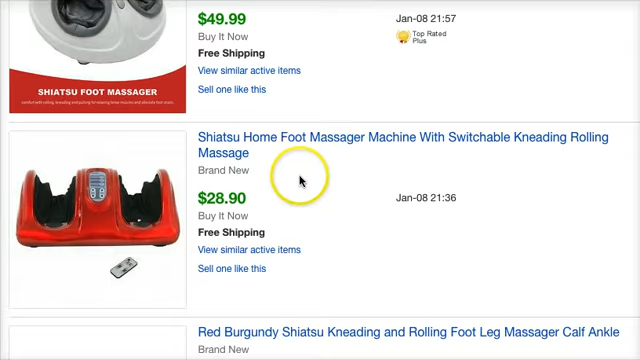 $49.99
Jan-08 21:57
Buy It Now
Top Rated
Plus
Free Shipping
View similar active items
Sell one like this
SHIATSU FOOT MASSAGER
Shiatsu Home Foot Massager Machine With Switchable Kneading Rolling
Massage
Brand New
$28.90
Jan-08 21:36
Buy It Now
Free Shipping
View similar active items
Sell one like this
Red Burgundy Shiatsu Kneading and Rolling Foot Leg Massager Calf Ankle
Brand New